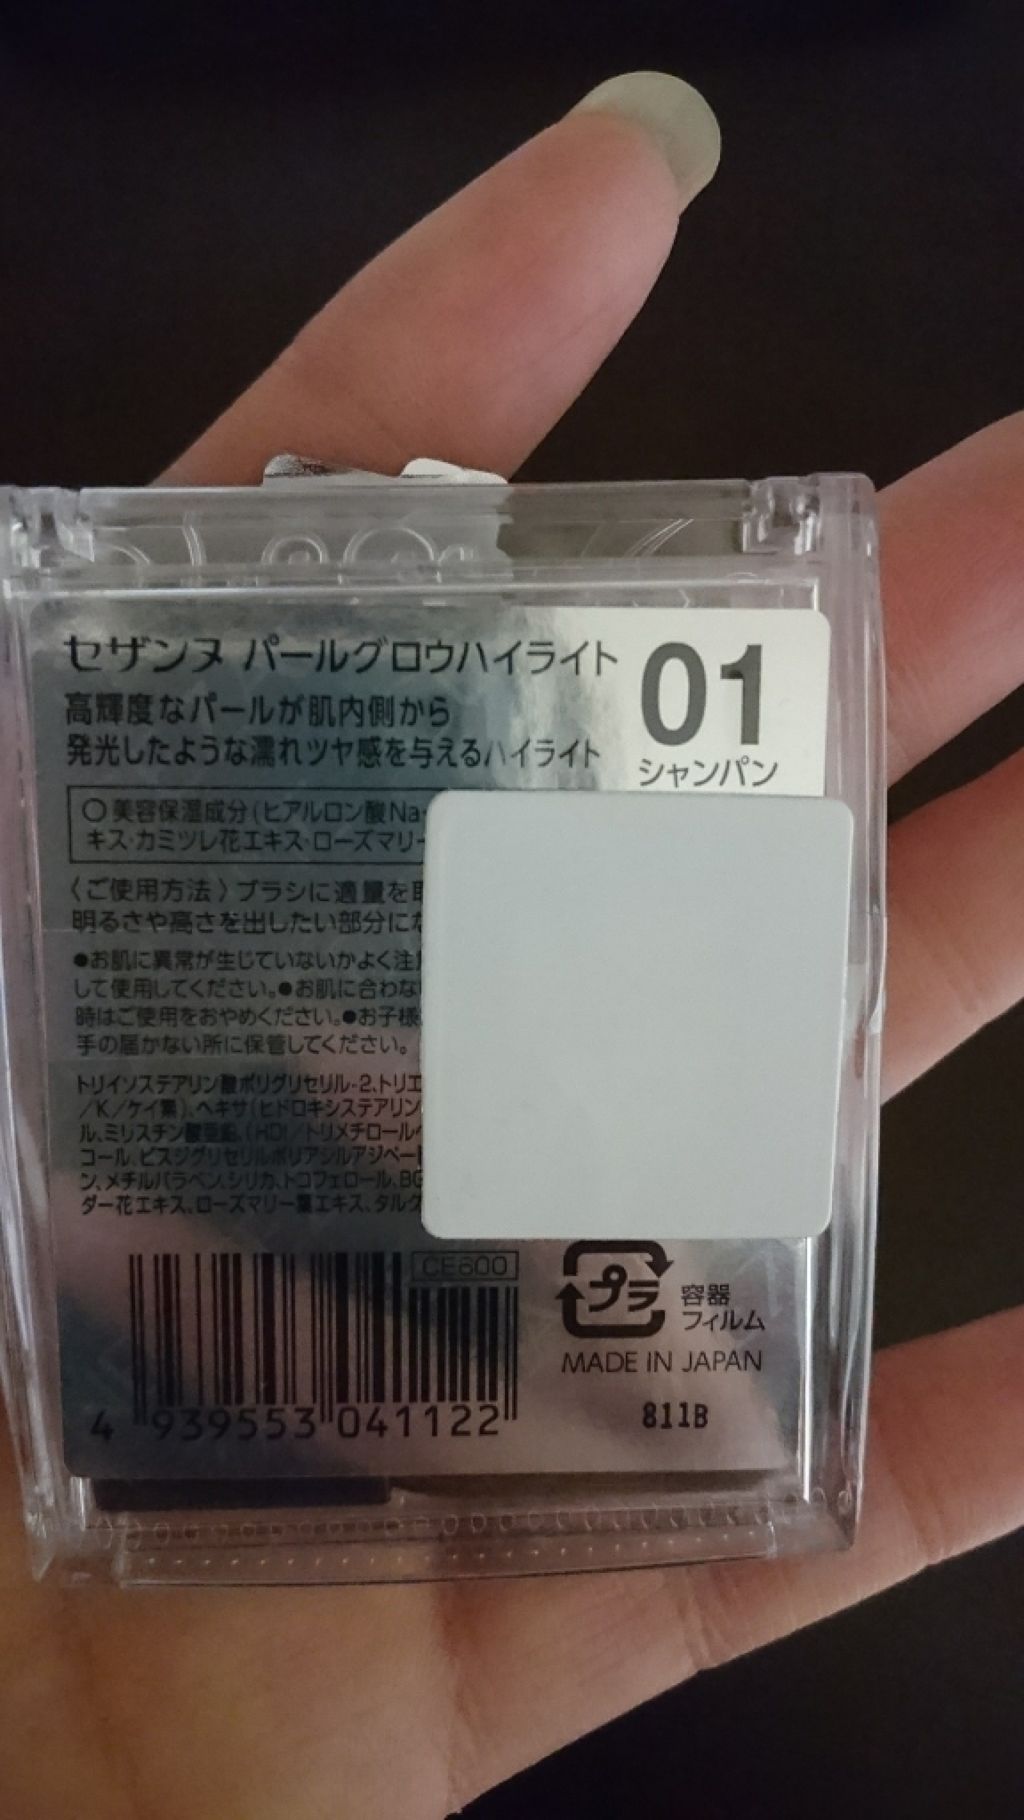 セザンヌ パールグロウハイライト
01
シャンパン
高輝度なパールが肌内側から
発光したような濡れツヤ感を与えるハイライト
○美容保湿成分(ヒアルロン酸Na・
キス・カミツレ花エキス・ローズマリー
〈ご使用方法〉ブラシに適量を取
明るさや高さを出したい部分にな
●お肌に異常が生じていないかよく注
して使用してください。●お肌に合わな
時はご使用をおやめください。●お子様
手の届かない所に保管してください。
トリイソステアリン酸ポリグリセリル-2、トリエ
/K/ケイ素)、ヘキサ(ヒドロキシステアリン
ル、ミリスチン酸亜鉛、(HDI/トリメチロール
コール、ビスジグリセリルポリアシルアジペー
ン、メチルパラベン、シリカ、トコフェロール、BG
ダー花エキス、ローズマリー葉エキス、タルク
CE600
4 939553 041122
プラ
容器
フィルム
MADE IN JAPAN
811B